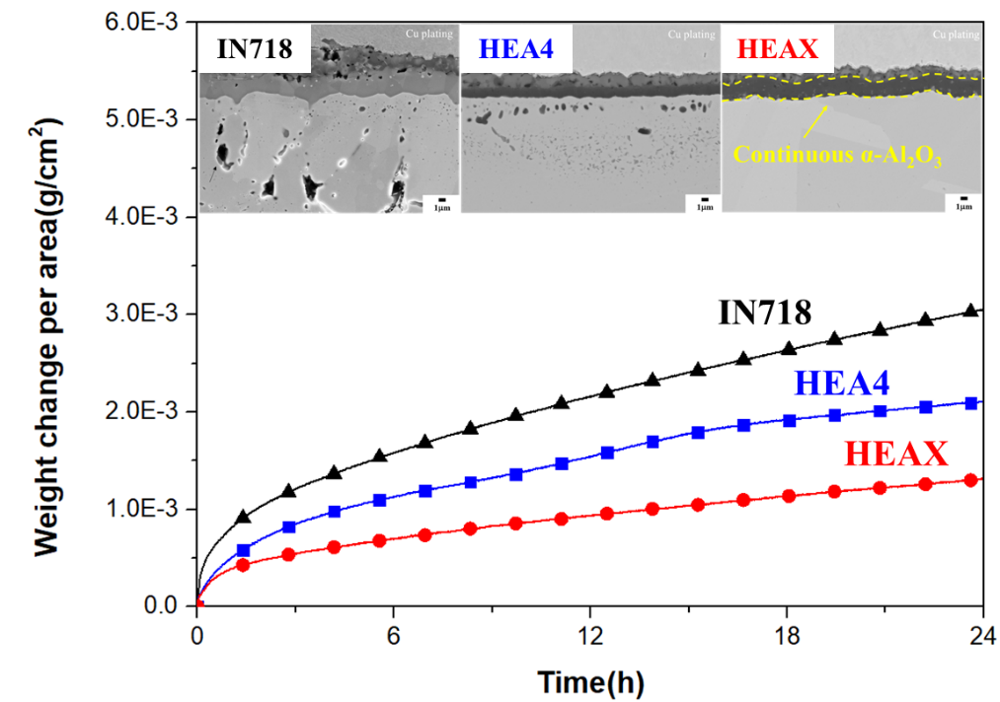 6.0E-3
5.0E-3
4.0E-3
3.0E-3
2.0E-3
1.0E-3
0.0
Weight change per area(g/cm²)
IN718
Cu plating
1μm
HEA4
Cu plating
1μm
HEAX
Cu plating
Continuous α-Al₂O₃
1μm
IN718
HEA4
HEAX
0 6 12 18 24
Time(h)